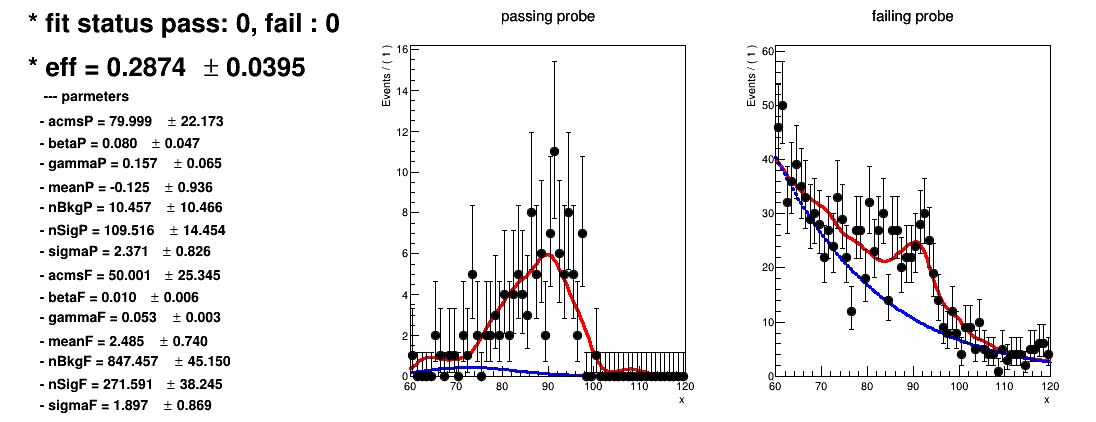 * fit status pass: 0, fail : 0
* eff = 0.2874 ± 0.0395
--- parmeters
- acmsP = 79.999 ± 22.173
- betaP = 0.080 ± 0.047
- gammaP = 0.157 ± 0.065
- meanP = -0.125 ± 0.936
- nBkgP = 10.457 ± 10.466
- nSigP = 109.516 ± 14.454
- sigmaP = 2.371 ± 0.826
- acmsF = 50.001 ± 25.345
- betaF = 0.010 ± 0.006
- gammaF = 0.053 ± 0.003
- meanF = 2.485 ± 0.740
- nBkgF = 847.457 ± 45.150
- nSigF = 271.591 ± 38.245
- sigmaF = 1.897 ± 0.869
passing probe
Events / ( 1 )
16
14
12
10
8
6
4
2
0
60 70 80 90 100 110 120
x
failing probe
Events / ( 1 )
60
50
40
30
20
10
0
60 70 80 90 100 110 120
x